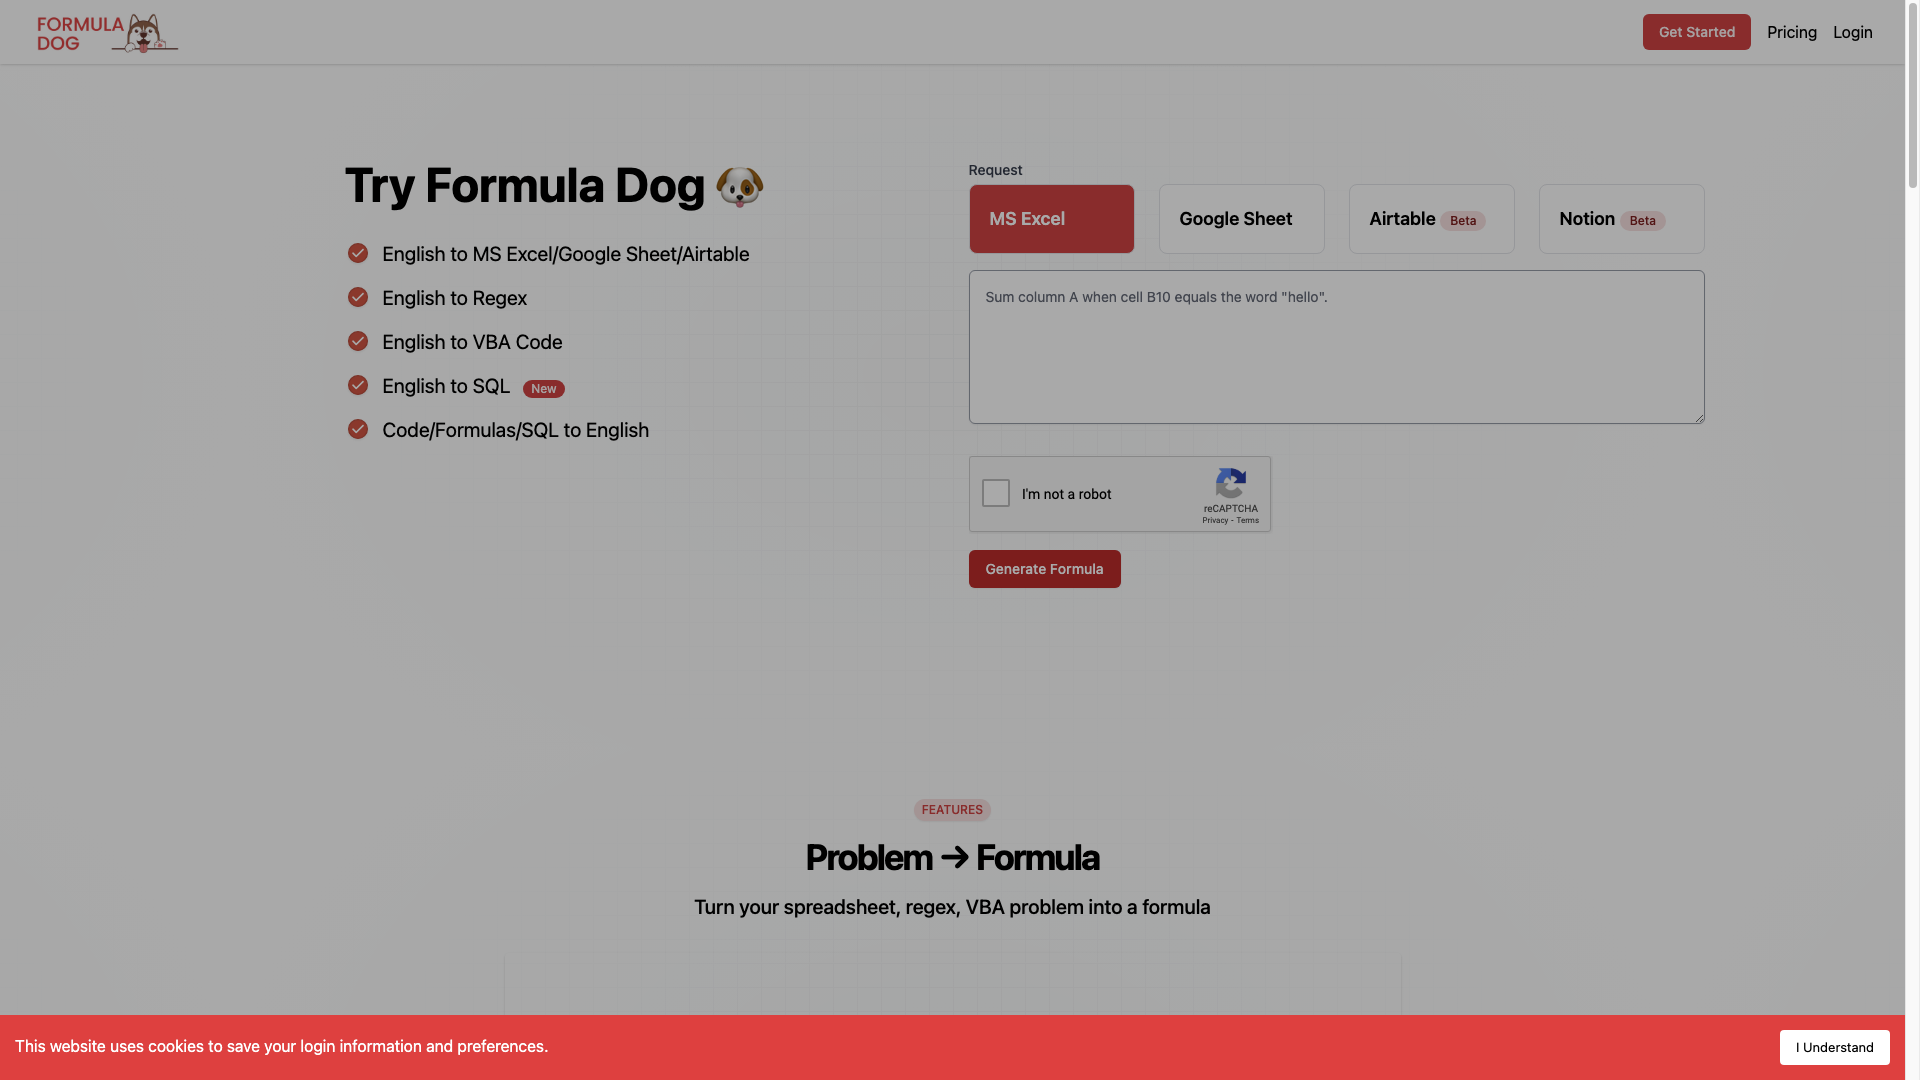 FORMULA
DOG
Get Started
Pricing
Login
Try Formula Dog
English to MS Excel/Google Sheet/Airtable
English to Regex
English to VBA Code
English to SQL New
Code/Formulas/SQL to English
Request
MS Excel
Google Sheet
Airtable Beta
Notion Beta
Sum column A when cell B10 equals the word "hello".
I'm not a robot
reCAPTCHA
Privacy - Terms
Generate Formula
FEATURES
Problem → Formula
Turn your spreadsheet, regex, VBA problem into a formula
This website uses cookies to save your login information and preferences.
I Understand